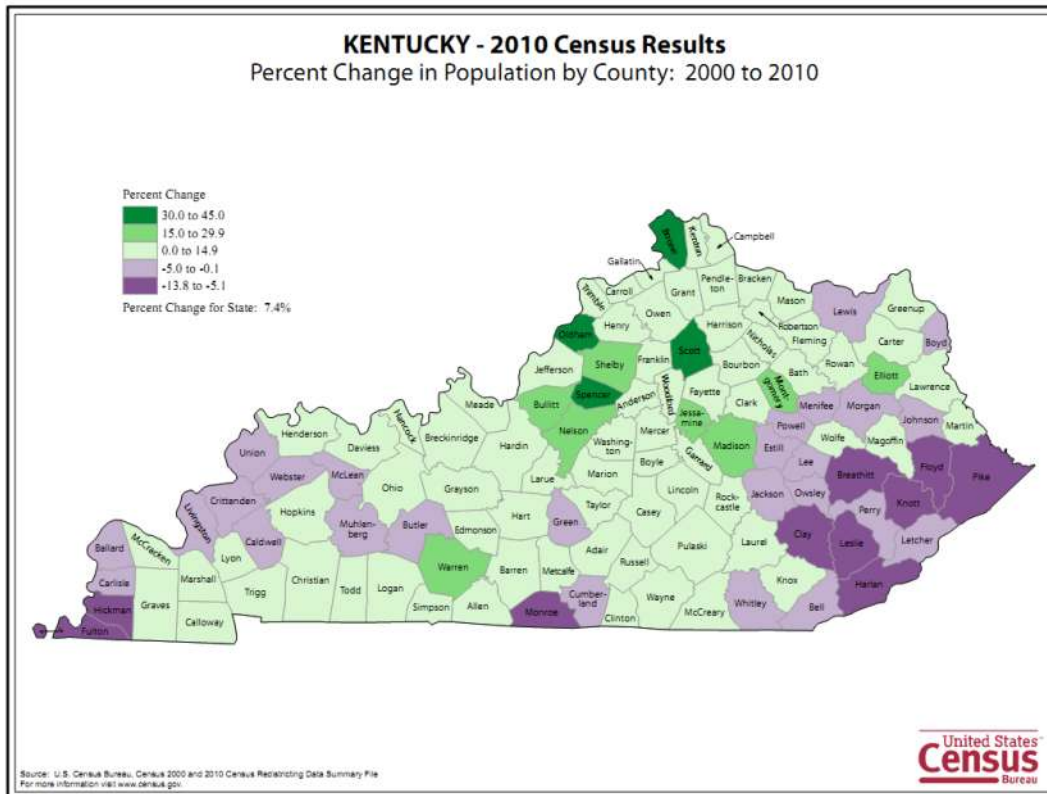 KENTUCKY - 2010 Census Results
Percent Change in Population by County: 2000 to 2010
Percent Change
30.0 to 45.0
15.0 to 29.9
0.0 to 14.9
-5.0 to -0.1
-13.8 to -5.1
Percent Change for State: 7.4%
Boone
Kenton
Campbell
Gallatin
Trimble
Carroll
Grant
Pendle-
ton
Bracken
Mason
Lewis
Greenup
Owen
Robertson
Henry
Harrison
Nicholas
Fleming
Carter
Boyd
Oldham
Scott
Rowan
Shelby
Franklin
Bourbon
Bath
Elliott
Jefferson
Woodford
Fayette
Mont-
gomery
Lawrence
Spencer
Anderson
Clark
Menifee
Morgan
Bullitt
Jessa-
mine
Powell
Johnson
Martin
Meade
Nelson
Mercer
Madison
Estill
Wolfe
Magoffin
Hancock
Breckinridge
Hardin
Washing-
ton
Garrard
Lee
Floyd
Henderson
Daviess
Boyle
Breathitt
Pike
Union
Webster
McLean
Larue
Marion
Lincoln
Rock-
castle
Jackson
Owsley
Knott
Ohio
Grayson
Taylor
Casey
Perry
Crittanden
Hopkins
Hart
Green
Clay
Leslie
Letcher
Livingston
Muhlen-
berg
Butler
Edmonson
Adair
Pulaski
Laurel
Ballard
McCracken
Lyon
Caldwell
Warren
Barren
Metcalfe
Russell
Knox
Harlan
Carlisle
Marshall
Trigg
Christian
Todd
Logan
Cumber-
land
Wayne
Whitley
Bell
Hickman
Graves
Calloway
Simpson
Allen
Monroe
Clinton
McCreary
Fulton
Source: U.S. Census Bureau, Census 2000 and 2010 Census Redistricting Data Summary File
For more information visit www.census.gov.
United States™
Census
Bureau